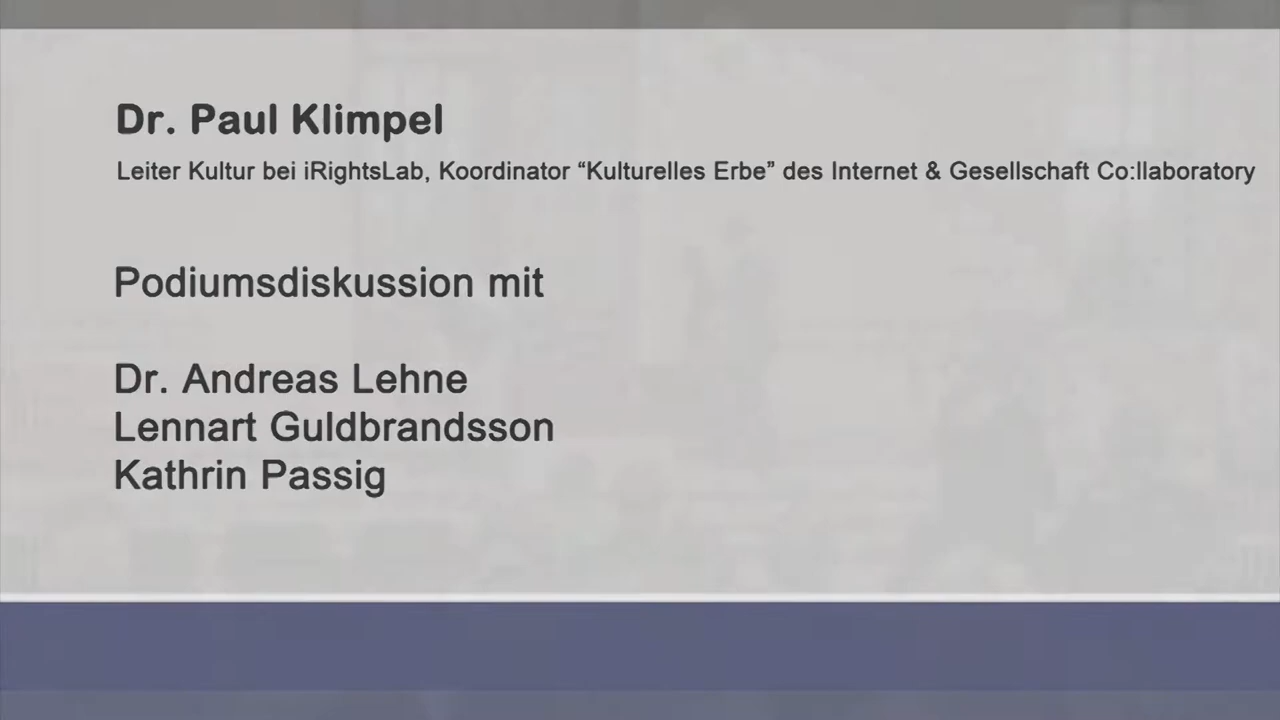 Dr. Paul Klimpel
Leiter Kultur bei iRightsLab, Koordinator “Kulturelles Erbe” des Internet & Gesellschaft Co:llaboratory
Podiumsdiskussion mit
Dr. Andreas Lehne
Lennart Guldbrandsson
Kathrin Passig